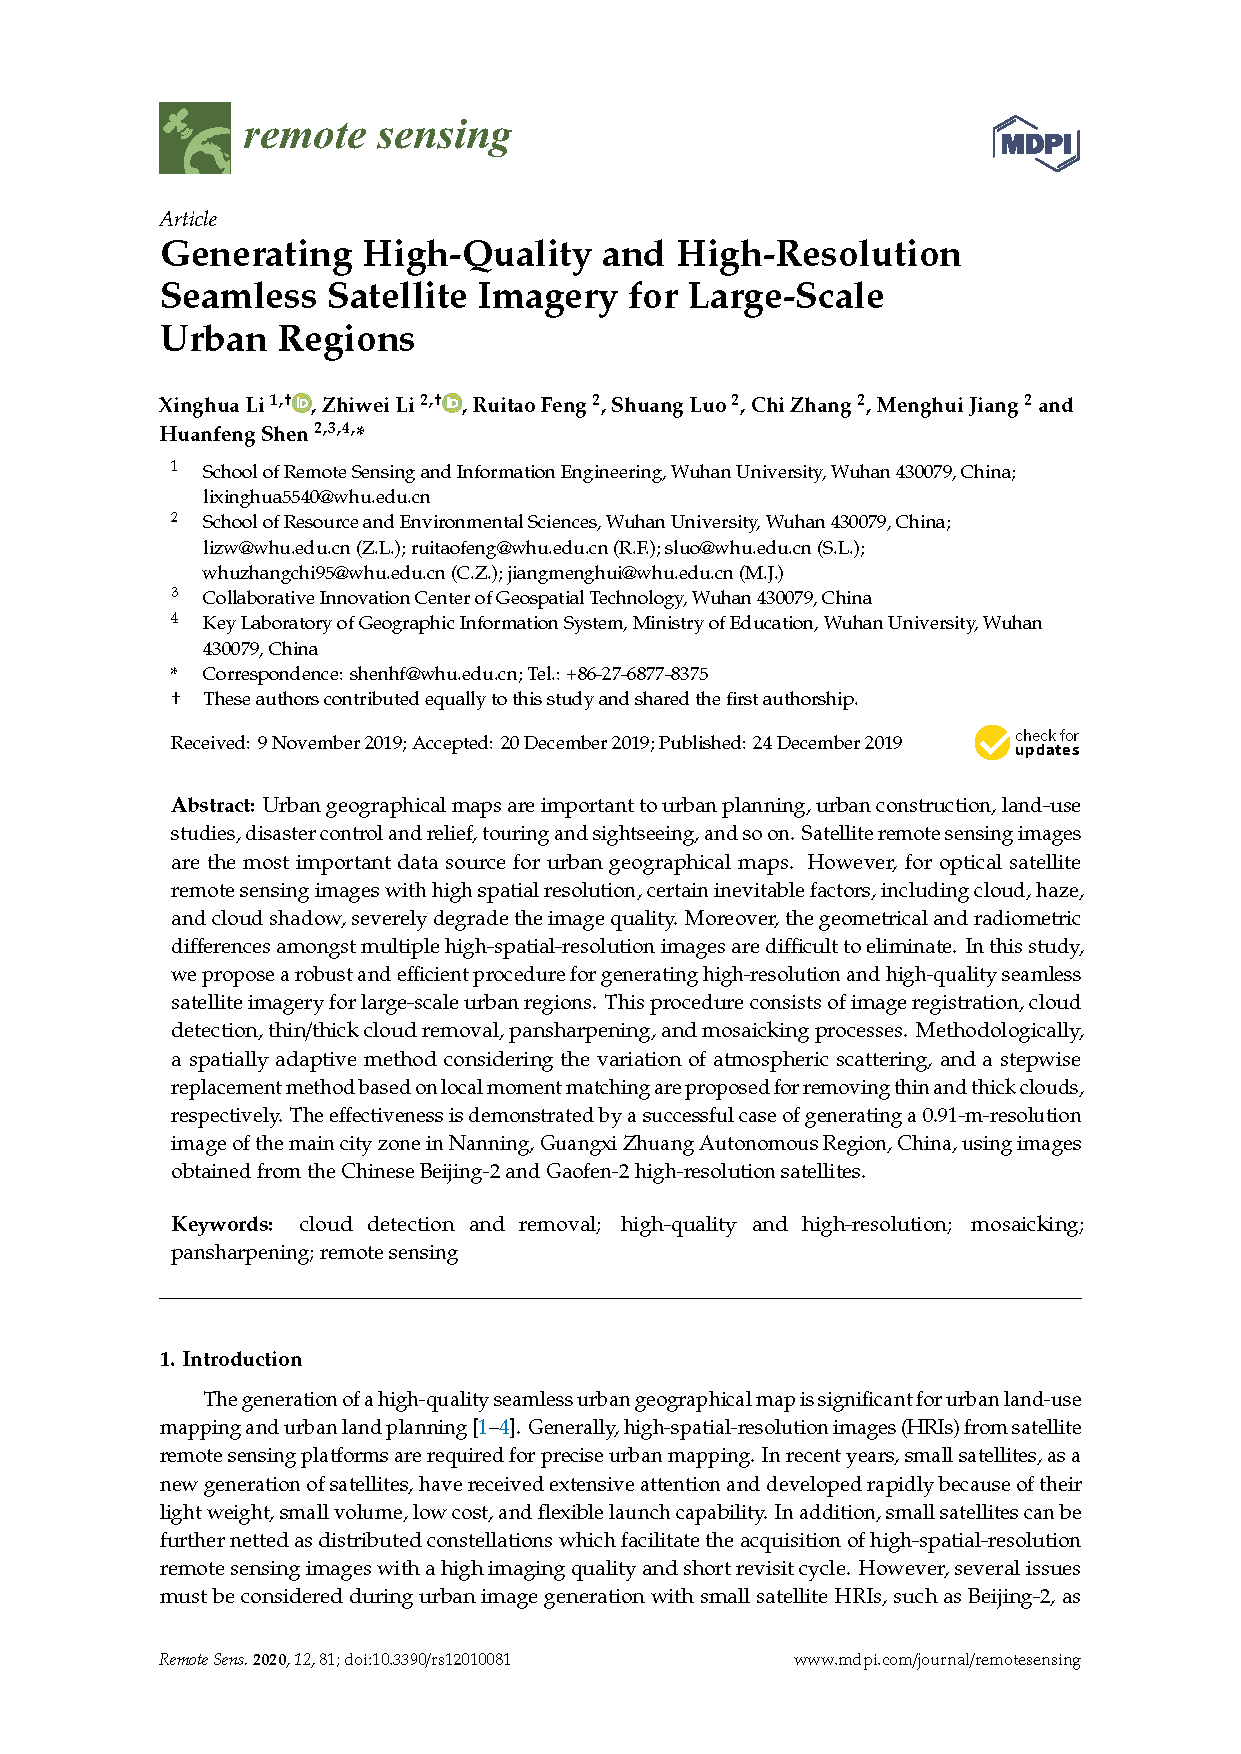 remote sensing
MDPI
Article
Generating High-Quality and High-Resolution
Seamless Satellite Imagery for Large-Scale
Urban Regions
Xinghua Li 1,† iD, Zhiwei Li 2,† iD, Ruitao Feng 2, Shuang Luo 2, Chi Zhang 2, Menghui Jiang 2 and
Huanfeng Shen 2,3,4,*
1 School of Remote Sensing and Information Engineering, Wuhan University, Wuhan 430079, China;
lixinghua5540@whu.edu.cn
2 School of Resource and Environmental Sciences, Wuhan University, Wuhan 430079, China;
lizw@whu.edu.cn (Z.L.); ruitaofeng@whu.edu.cn (R.F.); sluo@whu.edu.cn (S.L.);
whuzhangchi95@whu.edu.cn (C.Z.); jiangmenghui@whu.edu.cn (M.J.)
3 Collaborative Innovation Center of Geospatial Technology, Wuhan 430079, China
4 Key Laboratory of Geographic Information System, Ministry of Education, Wuhan University, Wuhan
430079, China
* Correspondence: shenhf@whu.edu.cn; Tel.: +86-27-6877-8375
† These authors contributed equally to this study and shared the first authorship.
Received: 9 November 2019; Accepted: 20 December 2019; Published: 24 December 2019
check for
updates
Abstract: Urban geographical maps are important to urban planning, urban construction, land-use
studies, disaster control and relief, touring and sightseeing, and so on. Satellite remote sensing images
are the most important data source for urban geographical maps. However, for optical satellite
remote sensing images with high spatial resolution, certain inevitable factors, including cloud, haze,
and cloud shadow, severely degrade the image quality. Moreover, the geometrical and radiometric
differences amongst multiple high-spatial-resolution images are difficult to eliminate. In this study,
we propose a robust and efficient procedure for generating high-resolution and high-quality seamless
satellite imagery for large-scale urban regions. This procedure consists of image registration, cloud
detection, thin/thick cloud removal, pansharpening, and mosaicking processes. Methodologically,
a spatially adaptive method considering the variation of atmospheric scattering, and a stepwise
replacement method based on local moment matching are proposed for removing thin and thick clouds,
respectively. The effectiveness is demonstrated by a successful case of generating a 0.91-m-resolution
image of the main city zone in Nanning, Guangxi Zhuang Autonomous Region, China, using images
obtained from the Chinese Beijing-2 and Gaofen-2 high-resolution satellites.
Keywords: cloud detection and removal; high-quality and high-resolution; mosaicking;
pansharpening; remote sensing
1. Introduction
The generation of a high-quality seamless urban geographical map is significant for urban land-use
mapping and urban land planning [1–4]. Generally, high-spatial-resolution images (HRIs) from satellite
remote sensing platforms are required for precise urban mapping. In recent years, small satellites, as a
new generation of satellites, have received extensive attention and developed rapidly because of their
light weight, small volume, low cost, and flexible launch capability. In addition, small satellites can be
further netted as distributed constellations which facilitate the acquisition of high-spatial-resolution
remote sensing images with a high imaging quality and short revisit cycle. However, several issues
must be considered during urban image generation with small satellite HRIs, such as Beijing-2, as
Remote Sens. 2020, 12, 81; doi:10.3390/rs12010081
www.mdpi.com/journal/remotesensing